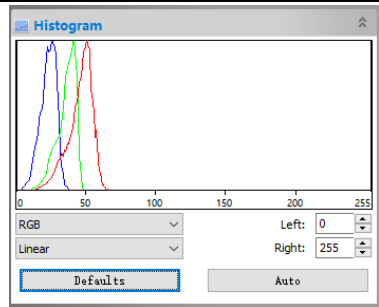 Histogram
0 50 100 150 200 255
RGB Left: 0
Linear Right: 255
Defaults Auto